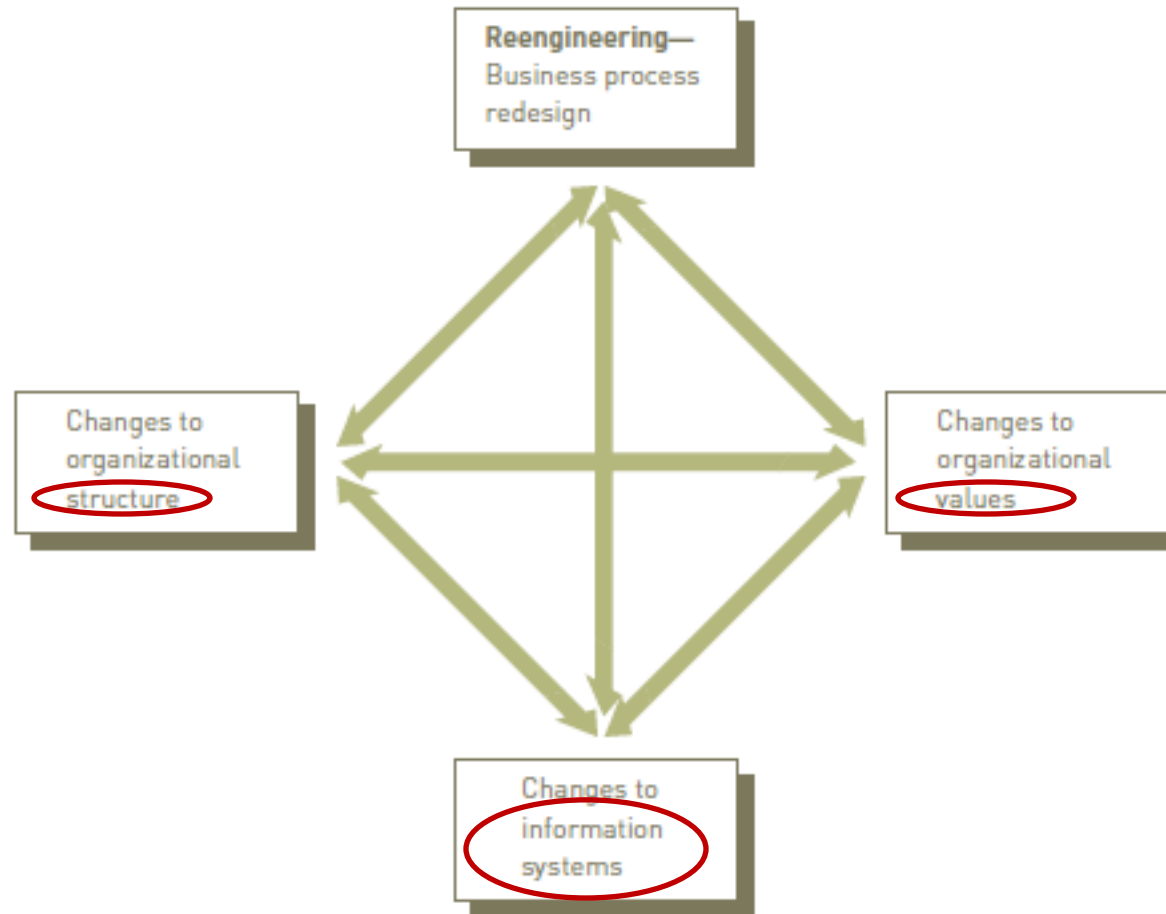 Reengineering—
Business process
redesign
Changes to
organizational
structure
Changes to
organizational
values
Changes to
information
systems